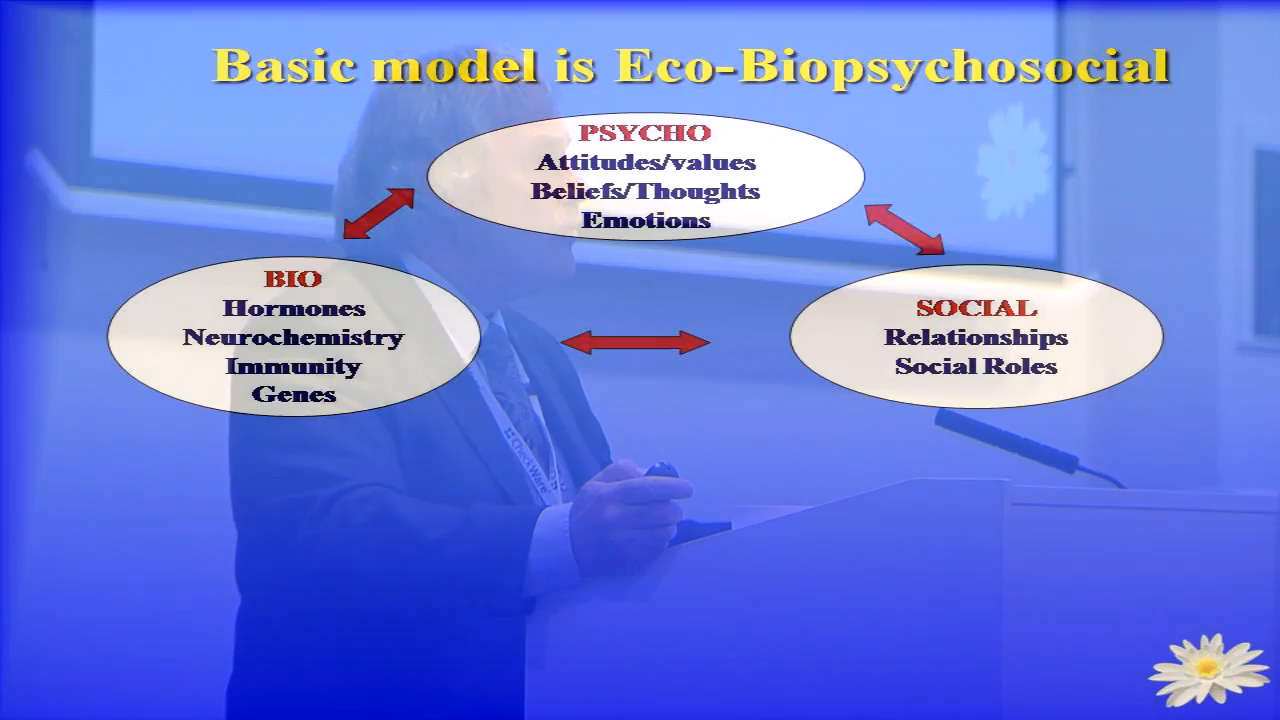 Basic model is Eco-Biopsychosocial
PSYCHO
Attitudes/values
Beliefs/Thoughts
Emotions
BIO
Hormones
Neurochemistry
Immunity
Genes
SOCIAL
Relationships
Social Roles
CheckWare